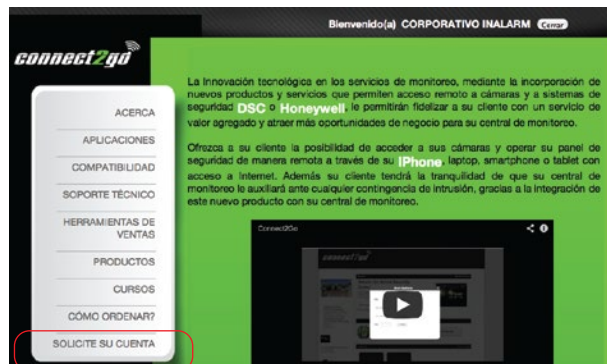 Bienvenido(a) CORPORATIVO INALARM Cerrar
connect2go
ACERCA
APLICACIONES
COMPATIBILIDAD
SOPORTE TÉCNICO
HERRAMIENTAS DE
VENTAS
PRODUCTOS
CURSOS
CÓMO ORDENAR?
SOLICITE SU CUENTA
La Innovación tecnológica en los servicios de monitoreo, mediante la incorporación de
nuevos productos y servicios que permiten acceso remoto a cámaras y a sistemas de
seguridad DSC o Honeywell, le permitirán fidelizar a su cliente con un servicio de
valor agregado y atraer más oportunidades de negocio para su central de monitoreo.
Ofrezca a su cliente la posibilidad de acceder a sus cámaras y operar su panel de
seguridad de manera remota a través de su IPhone, laptop, smartphone o tablet con
acceso a Internet. Además su cliente tendrá la tranquilidad de que su central de
monitoreo le auxiliará ante cualquier contingencia de intrusión, gracias a la integración de
este nuevo producto con su central de monitoreo.
Connect2Go
connect2go